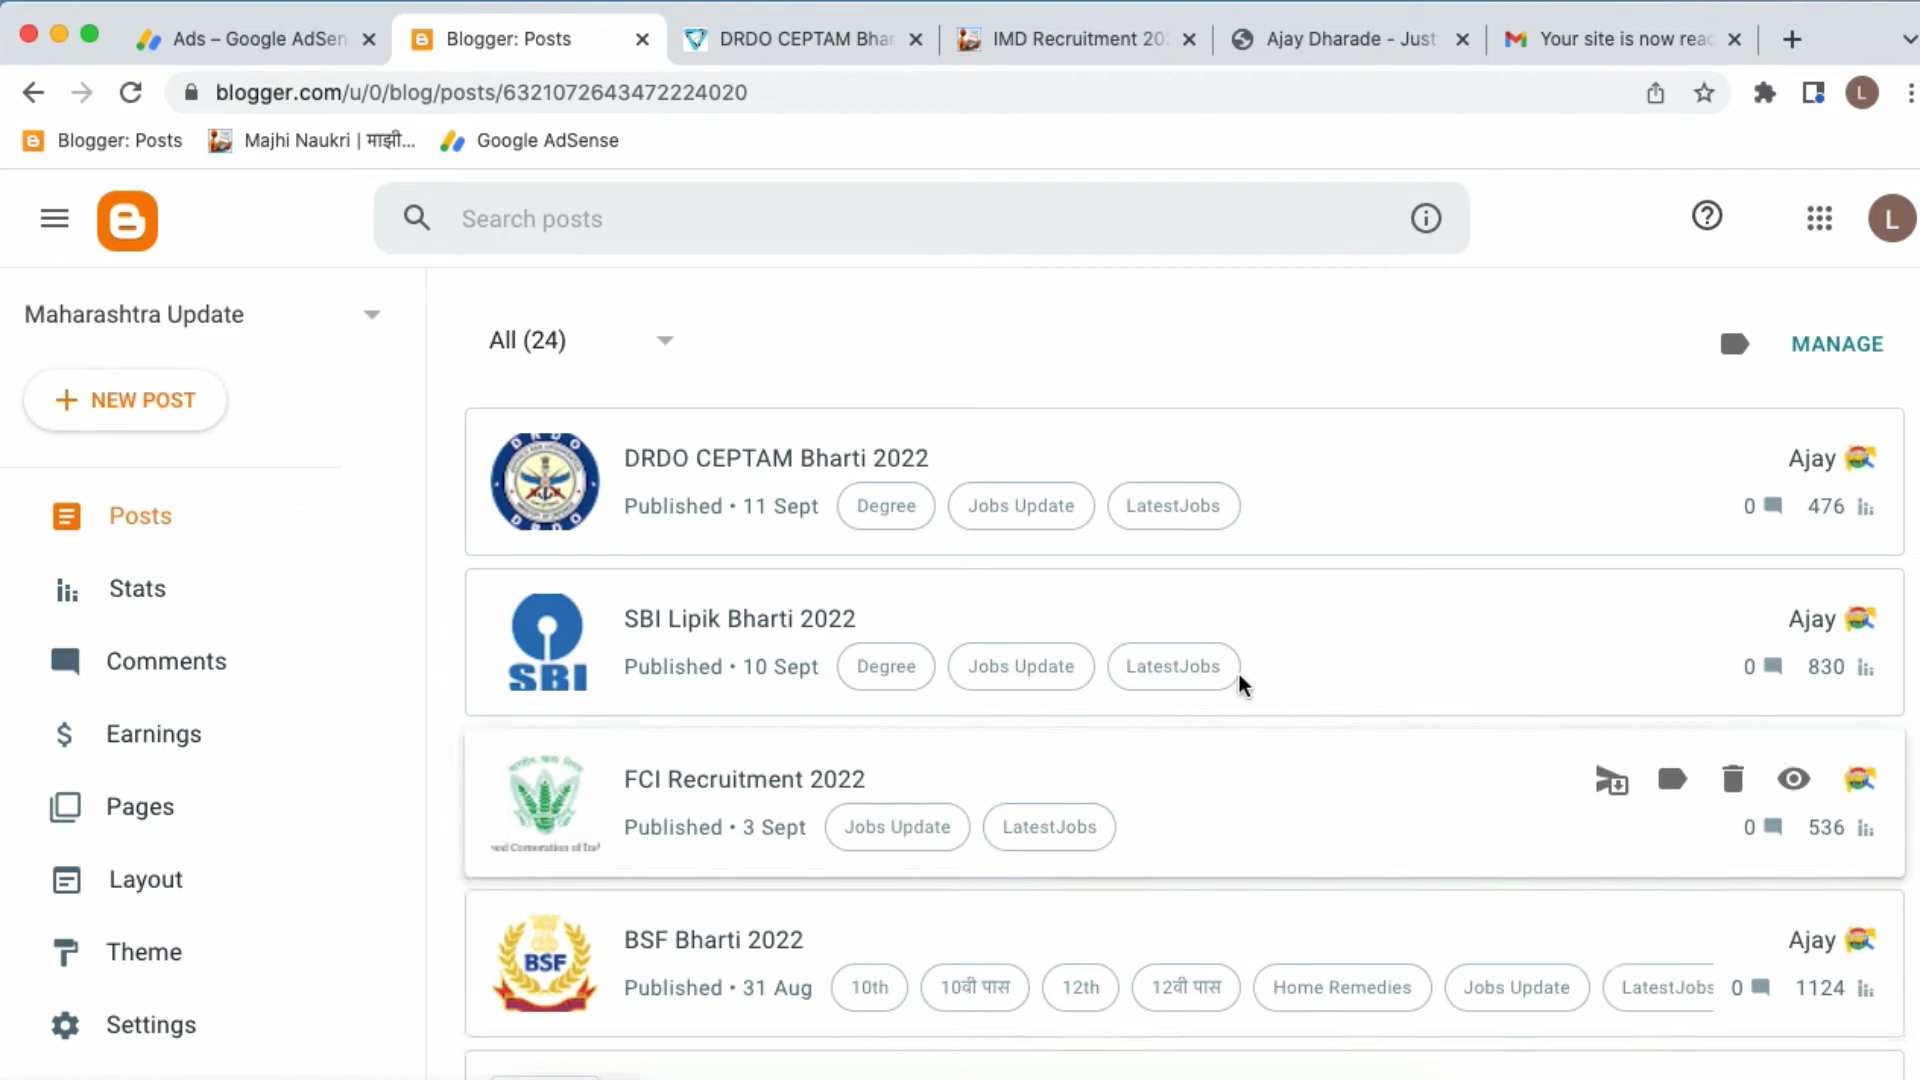 Ads – Google AdSen
Blogger: Posts
DRDO CEPTAM Bhar
IMD Recruitment 20
Ajay Dharade - Just
Your site is now reac
blogger.com/u/0/blog/posts/6321072643472224020
L
Blogger: Posts
Majhi Naukri | माझी...
Google AdSense
Search posts
L
Maharashtra Update
All (24)
MANAGE
+ NEW POST
Posts
Stats
Comments
Earnings
Pages
Layout
Theme
Settings
DRDO CEPTAM Bharti 2022
Ajay
Published • 11 Sept
Degree
Jobs Update
LatestJobs
0
476
DRDO
DRDO
SBI Lipik Bharti 2022
Ajay
Published • 10 Sept
Degree
Jobs Update
LatestJobs
0
830
SBI
FCI Recruitment 2022
Published • 3 Sept
Jobs Update
LatestJobs
0
536
BSF Bharti 2022
Ajay
Published • 31 Aug
10th
10वी पास
12th
12वी पास
Home Remedies
Jobs Update
LatestJobs
0
1124
BSF